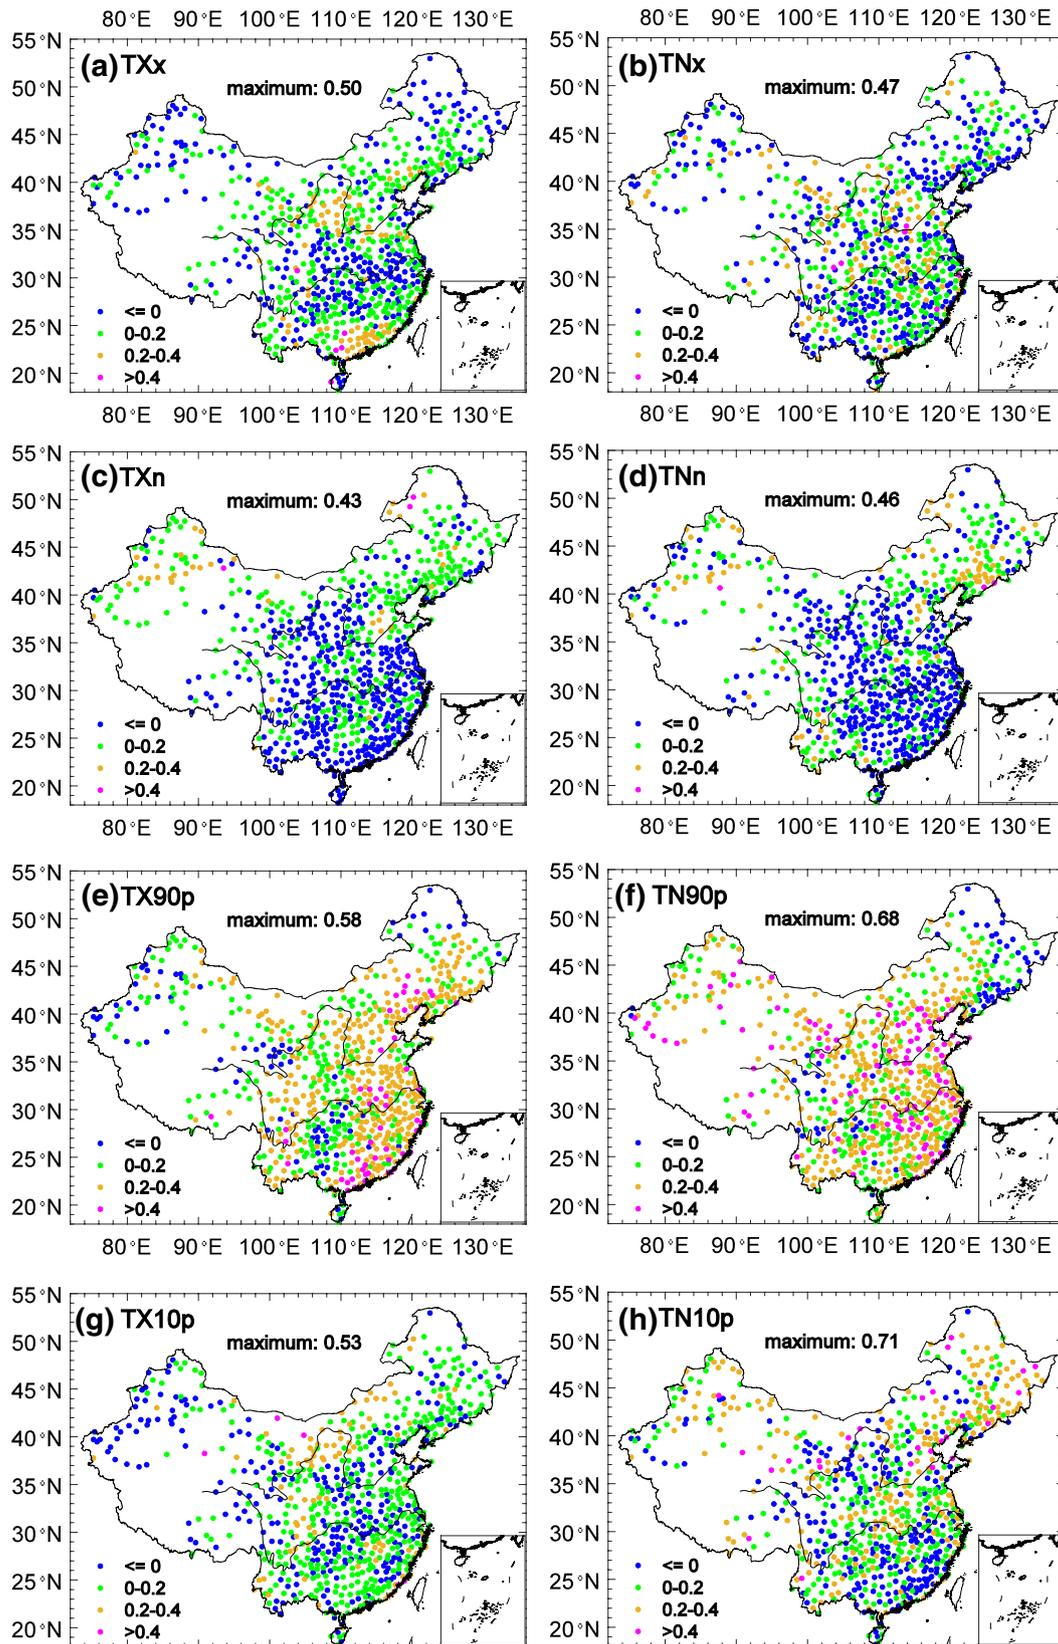 80°E 90°E 100°E 110°E 120°E 130°E 80°E 90°E 100°E 110°E 120°E 130°E
55°N 55°N
(a) TXx (b) TNx
maximum: 0.50 maximum: 0.47
50°N 50°N
45°N 45°N
40°N 40°N
35°N 35°N
30°N 30°N
<= 0 <= 0
25°N 0-0.2 25°N 0-0.2
0.2-0.4 0.2-0.4
20°N >0.4 20°N >0.4
80°E 90°E 100°E 110°E 120°E 130°E 80°E 90°E 100°E 110°E 120°E 130°E
55°N 55°N
(c) TXn (d) TNn
maximum: 0.43 maximum: 0.46
50°N 50°N
45°N 45°N
40°N 40°N
35°N 35°N
30°N 30°N
<= 0 <= 0
25°N 0-0.2 25°N 0-0.2
0.2-0.4 0.2-0.4
20°N >0.4 20°N >0.4
80°E 90°E 100°E 110°E 120°E 130°E 80°E 90°E 100°E 110°E 120°E 130°E
55°N 55°N
(e) TX90p (f) TN90p
maximum: 0.58 maximum: 0.68
50°N 50°N
45°N 45°N
40°N 40°N
35°N 35°N
30°N 30°N
<= 0 <= 0
25°N 0-0.2 25°N 0-0.2
0.2-0.4 0.2-0.4
20°N >0.4 20°N >0.4
80°E 90°E 100°E 110°E 120°E 130°E 80°E 90°E 100°E 110°E 120°E 130°E
55°N 55°N
(g) TX10p (h) TN10p
maximum: 0.53 maximum: 0.71
50°N 50°N
45°N 45°N
40°N 40°N
35°N 35°N
30°N 30°N
<= 0 <= 0
25°N 0-0.2 25°N 0-0.2
0.2-0.4 0.2-0.4
20°N >0.4 20°N >0.4